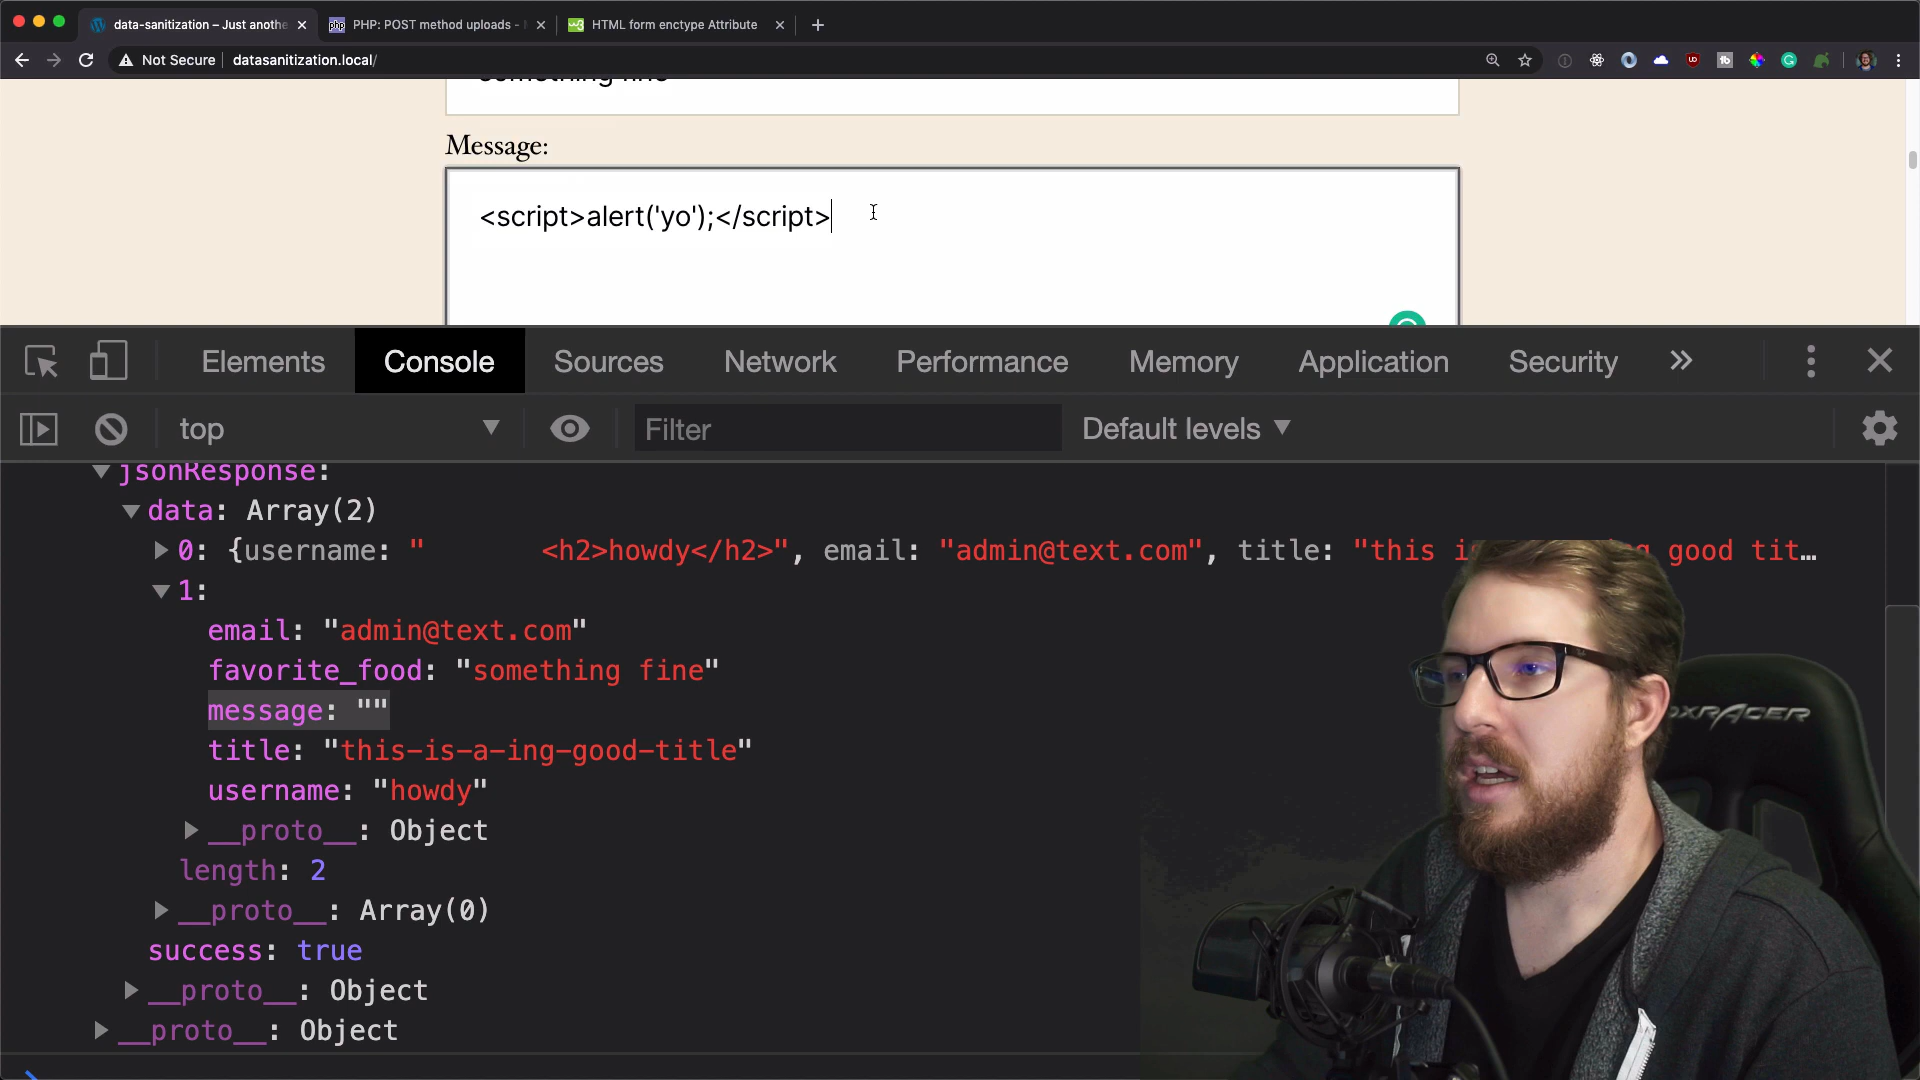 data-sanitization – Just anothe
php PHP: POST method uploads -
HTML form enctype Attribute
Not Secure datasanitization.local/
something fine
Message:
<script>alert('yo');</script>
Elements Console Sources Network Performance Memory Application Security
top Filter Default levels
jsonResponse:
data: Array(2)
0: {username: " <h2>howdy</h2>", email: "admin@text.com", title: "this good tit…
1:
email: "admin@text.com"
favorite_food: "something fine"
message: ""
title: "this-is-a-ing-good-title"
username: "howdy"
__proto__: Object
length: 2
__proto__: Array(0)
success: true
__proto__: Object
__proto__: Object